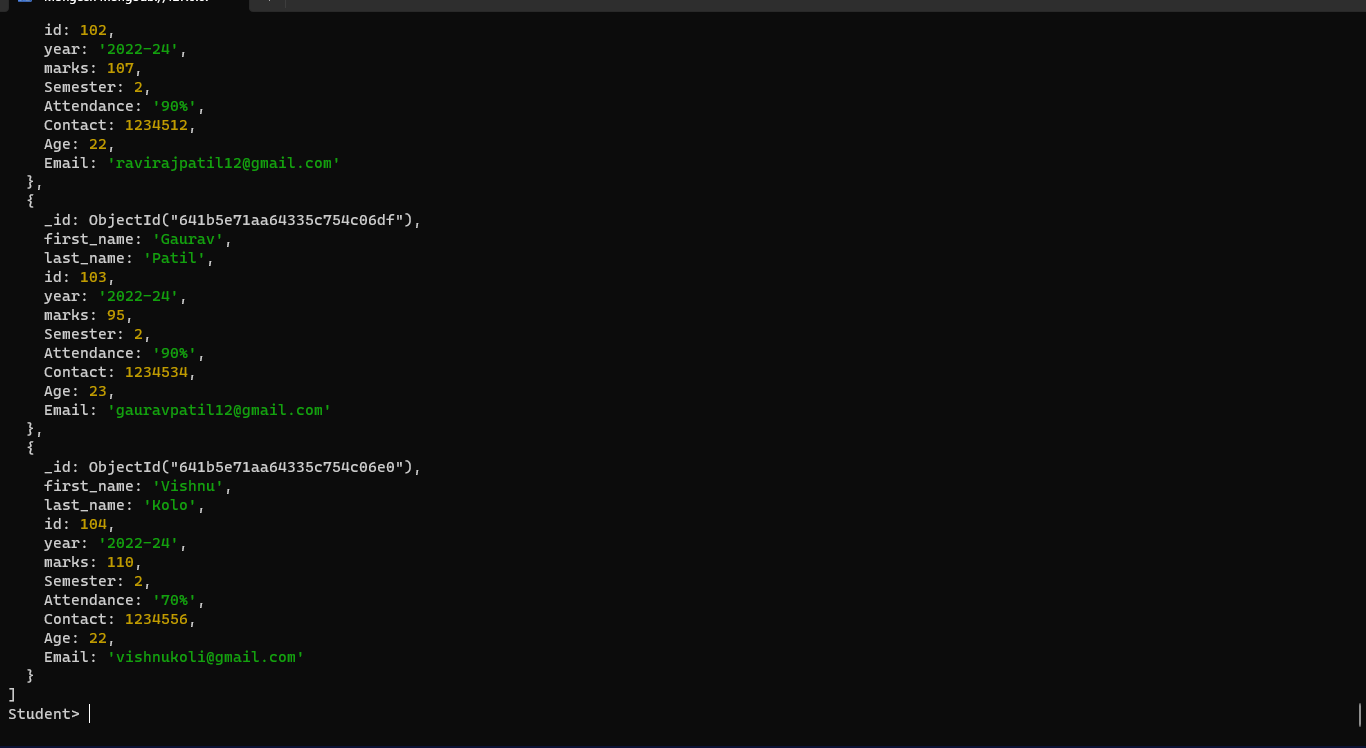 id: 102,
year: '2022-24',
marks: 107,
Semester: 2,
Attendance: '90%',
Contact: 1234512,
Age: 22,
Email: 'ravirajpatil12@gmail.com'
},
{
_id: ObjectId("641b5e71aa64335c754c06df"),
first_name: 'Gaurav',
last_name: 'Patil',
id: 103,
year: '2022-24',
marks: 95,
Semester: 2,
Attendance: '90%',
Contact: 1234534,
Age: 23,
Email: 'gauravpatil12@gmail.com'
},
{
_id: ObjectId("641b5e71aa64335c754c06e0"),
first_name: 'Vishnu',
last_name: 'Kolo',
id: 104,
year: '2022-24',
marks: 110,
Semester: 2,
Attendance: '70%',
Contact: 1234556,
Age: 22,
Email: 'vishnukoli@gmail.com'
}
]
Student>